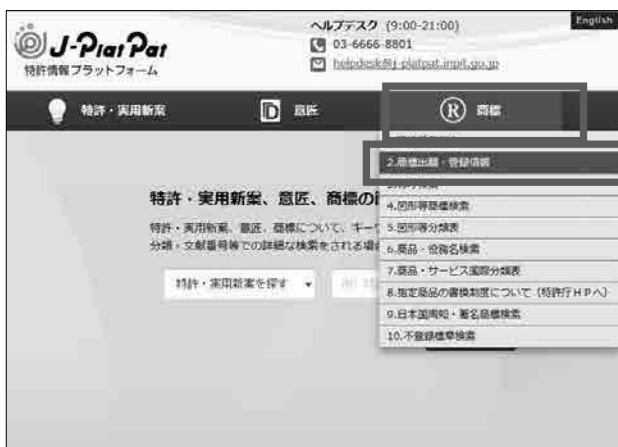 J-PlatPat
特許情報プラットフォーム
ヘルプデスク (9:00-21:00)
03-6666-8801
helpdesk@j-platpat.inpit.go.jp
English
特許・実用新案
意匠
商標
2.商標出願・登録情報
4.図形等商標検索
5.図形等分類表
6.商品・役務名検索
7.商品・サービス国際分類表
8.指定商品の書換制度について(特許庁HPへ)
9.日本国周知・著名商標検索
10.不登録標章検索
特許・実用新案、意匠、商標の
特許・実用新案、意匠、商標について、キー
分類・文献番号等での詳細な検索をされる場
特許・実用新案を探す